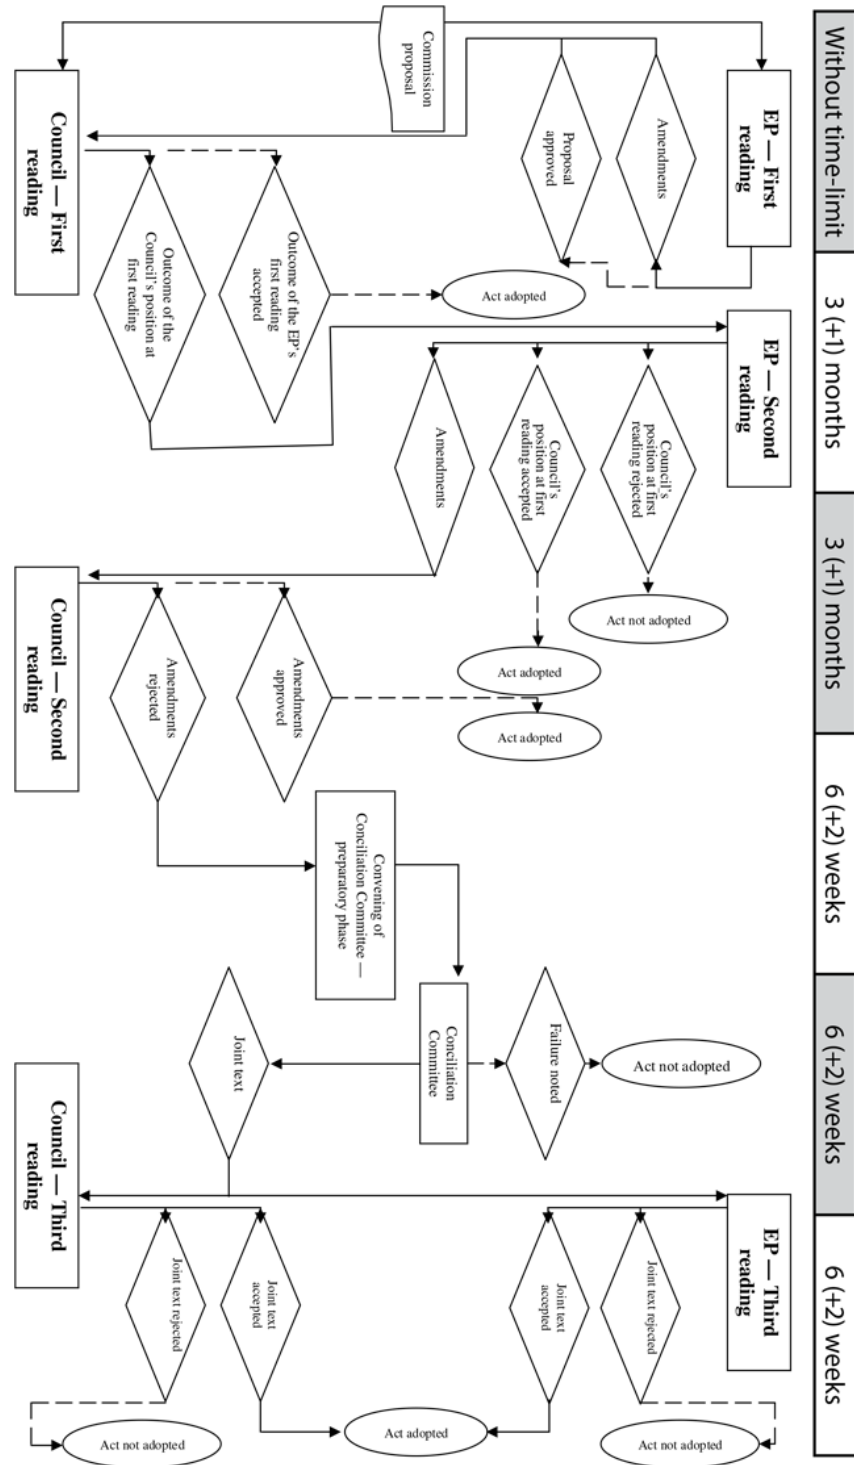 Without time-limit
3 (+1) months
3 (+1) months
6 (+2) weeks
6 (+2) weeks
6 (+2) weeks
EP — First
reading
Amendments
Proposal
approved
Commission
proposal
Council — First
reading
Outcome of the EP's
first reading
accepted
Outcome of the
Council's position at
first reading
Act adopted
EP — Second
reading
Council's
position at first
reading rejected
Council's
position at first
reading accepted
Amendments
Act not adopted
Act adopted
Act adopted
Council — Second
reading
Amendments
approved
Amendments
rejected
Convening of
Conciliation Committee —
preparatory phase
Conciliation
Committee
Failure noted
Act not adopted
Joint text
EP — Third
reading
Joint text rejected
Joint text
accepted
Council — Third
reading
Joint text
accepted
Joint text rejected
Act not adopted
Act adopted
Act not adopted